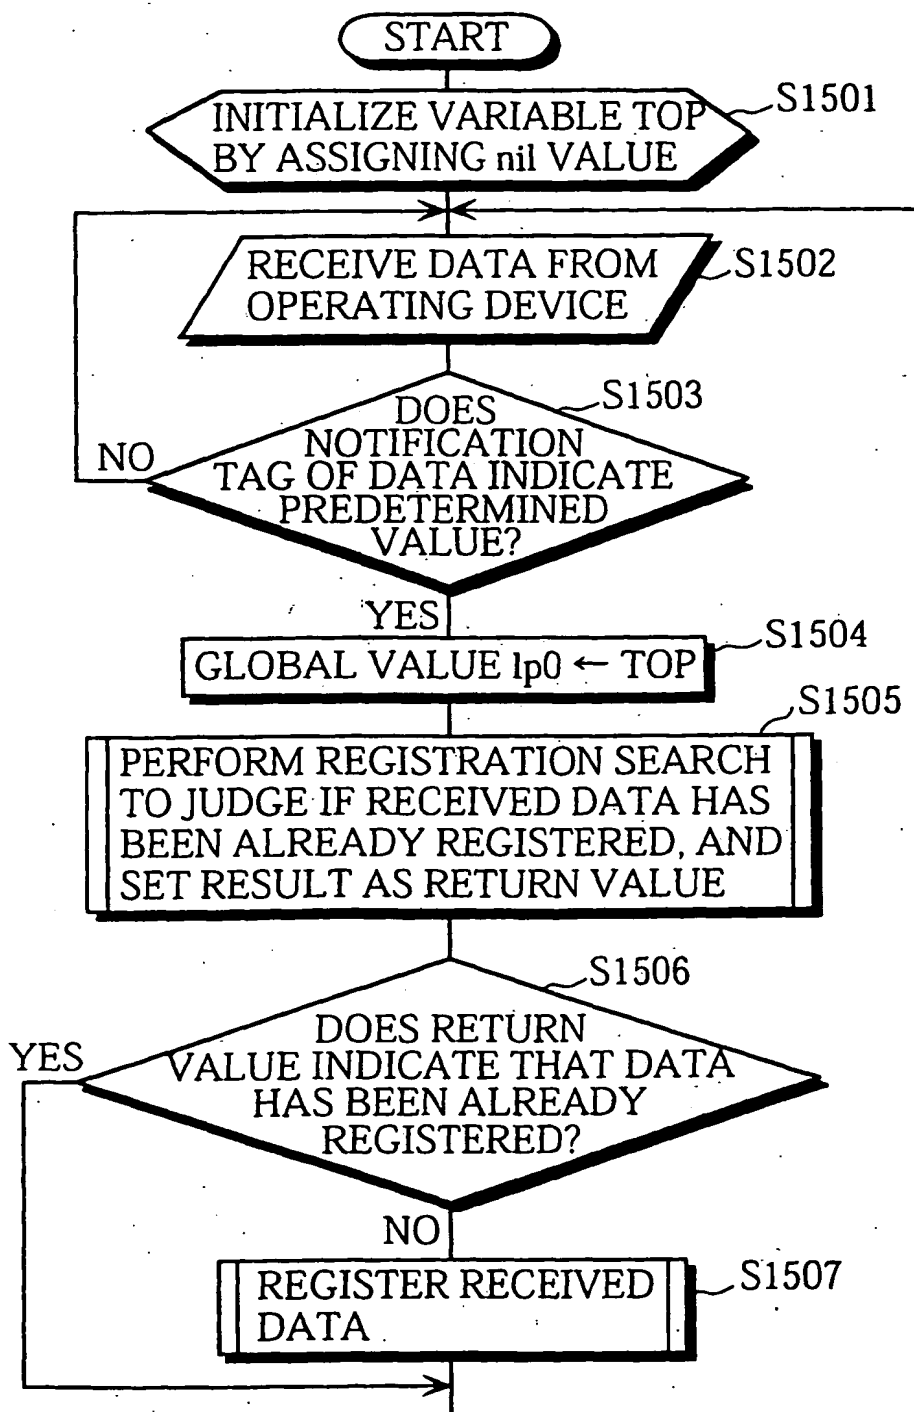 START
INITIALIZE VARIABLE TOP
BY ASSIGNING nil VALUE
S1501
RECEIVE DATA FROM
OPERATING DEVICE
S1502
S1503
DOES
NOTIFICATION
TAG OF DATA INDICATE
PREDETERMINED
VALUE?
NO
YES
S1504
GLOBAL VALUE lp0 ← TOP
S1505
PERFORM REGISTRATION SEARCH
TO JUDGE IF RECEIVED DATA HAS
BEEN ALREADY REGISTERED, AND
SET RESULT AS RETURN VALUE
S1506
DOES RETURN
VALUE INDICATE THAT DATA
HAS BEEN ALREADY
REGISTERED?
YES
NO
S1507
REGISTER RECEIVED
DATA